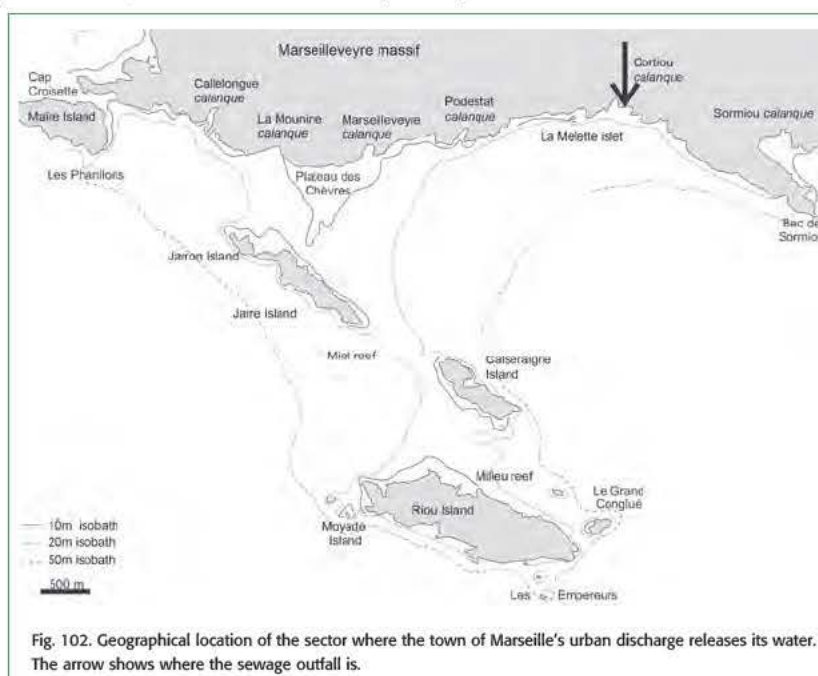 Marseilleveyre massif
Cap
Croisette
Callelongue
calanque
Cortiou
calanque
Maire Island
La Mounine
calanque
Marseilleveyre
calanque
Podestat
calanque
Sormiou calanque
La Melette islet
Les Pharillons
Plateau des
Chèvres
Bec de
Sormiou
Jarron Island
Jarre Island
Miet reef
Calseraigne
Island
Milieu reef
Le Grand
Conglué
Riou Island
Moyade
Island
10m isobath
20m isobath
50m isobath
500 m
Les Empereurs
Fig. 102. Geographical location of the sector where the town of Marseille's urban discharge releases its water.
The arrow shows where the sewage outfall is.